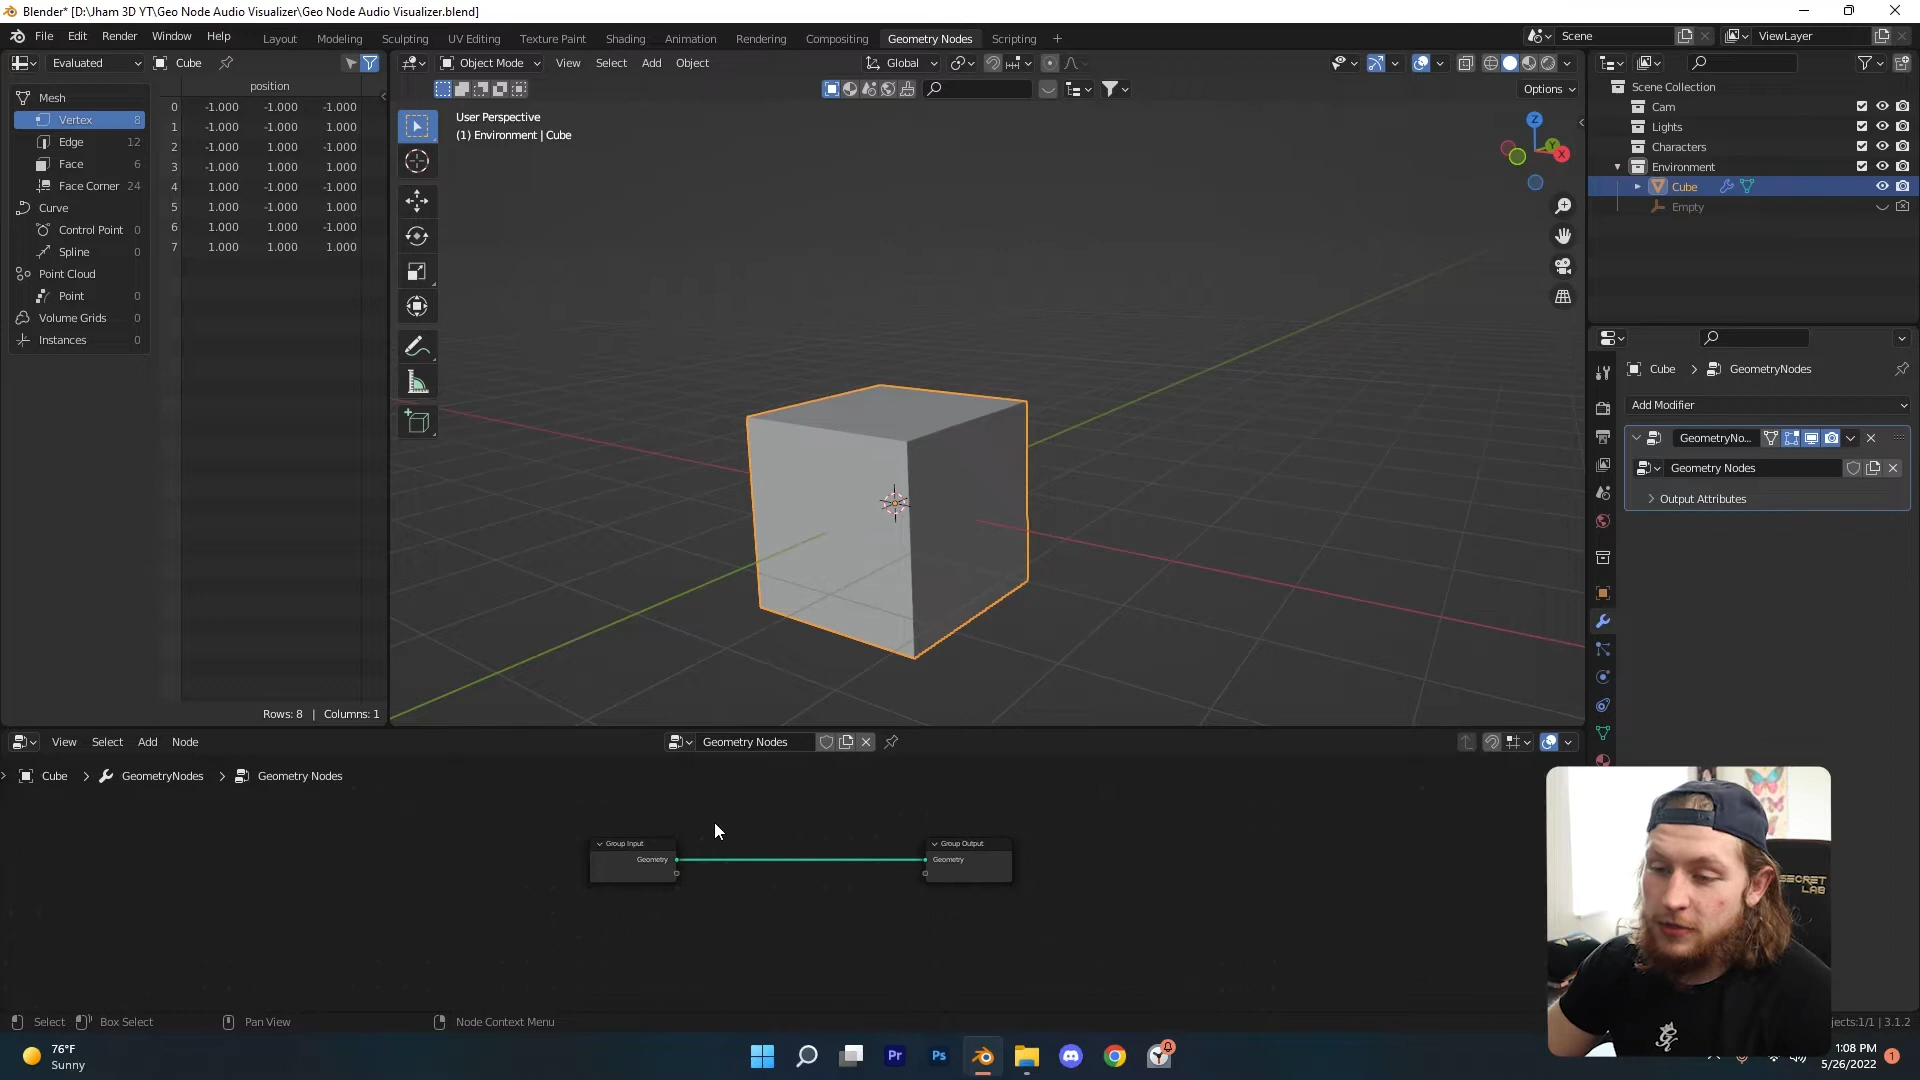 Blender* [D:\Jham 3D YT\Geo Node Audio Visualizer\Geo Node Audio Visualizer.blend]
File Edit Render Window Help Layout Modeling Sculpting UV Editing Texture Paint Shading Animation Rendering Compositing Geometry Nodes Scripting + Scene ViewLayer
Evaluated Cube Object Mode View Select Add Object Global
position Options
Mesh
Vertex 8
Edge 12
Face 6
Face Corner 24
Curve
Control Point 0
Spline 0
Point Cloud
Point 0
Volume Grids 0
Instances 0
0 -1.000 -1.000 -1.000
1 -1.000 -1.000 1.000
2 -1.000 1.000 -1.000
3 -1.000 1.000 1.000
4 1.000 -1.000 -1.000
5 1.000 -1.000 1.000
6 1.000 1.000 -1.000
7 1.000 1.000 1.000
Rows: 8 | Columns: 1
User Perspective
(1) Environment | Cube
Z
Y
X
Scene Collection
Cam
Lights
Characters
Environment
Cube
Empty
Cube GeometryNodes
Add Modifier
GeometryNo...
Geometry Nodes
Output Attributes
View Select Add Node Geometry Nodes
Cube GeometryNodes Geometry Nodes
Group Input
Geometry
Group Output
Geometry
SECRET
LAB
Select Box Select Pan View Node Context Menu
jects:1/1 | 3.1.2
76°F
Sunny
Pr
Ps
1:08 PM
5/26/2022
1